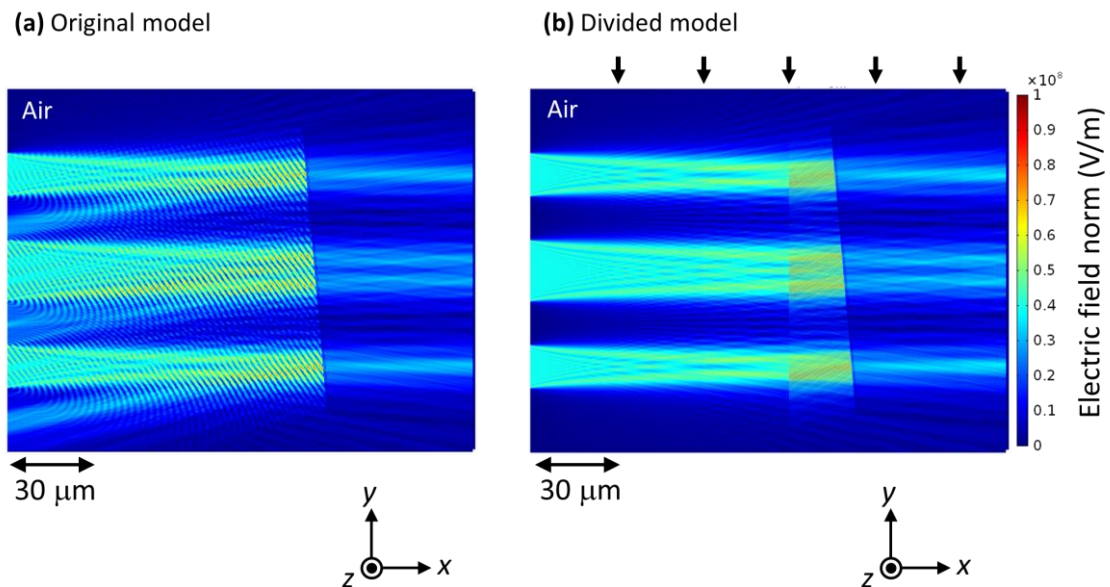 (a) Original model
(b) Divided model
Air
Air
×10⁸
1
0.9
0.8
0.7
0.6
0.5
0.4
0.3
0.2
0.1
0
Electric field norm (V/m)
30 μm
30 μm
y
z
x
y
z
x